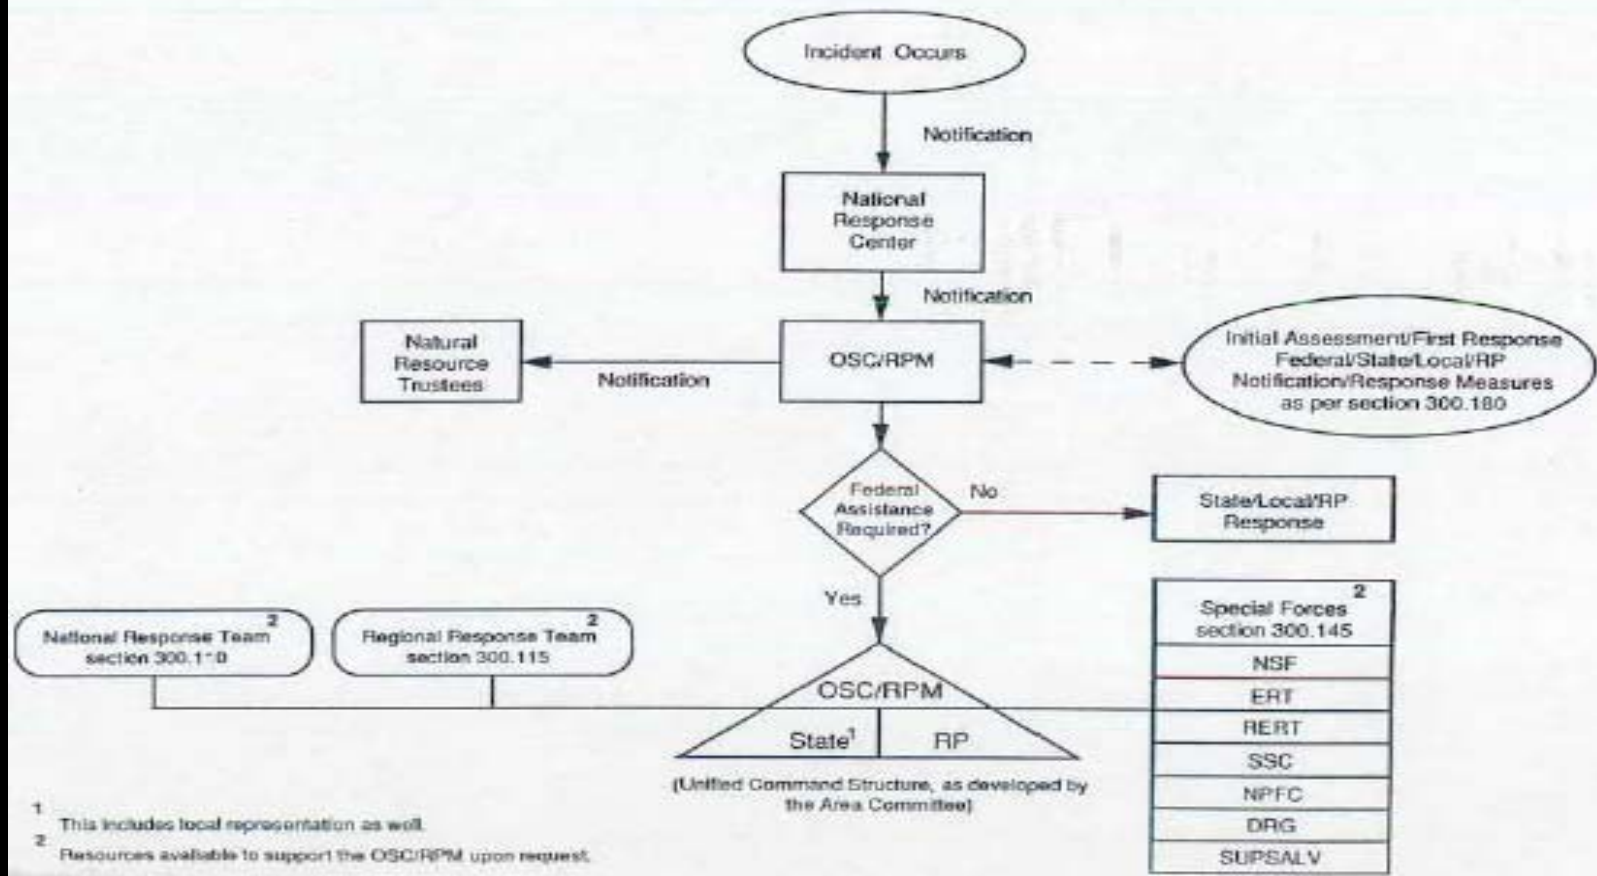 Incident Occurs
Notification
National
Response
Center
Notification
Natural
Resource
Trustees
Notification
OSC/RPM
Initial Assessment/First Response
Federal/State/Local/RP
Notification/Response Measures
as per section 300.180
Federal
Assistance
Required?
No
State/Local/RP
Response
Yes
National Response Team 2
section 300.110
Regional Response Team 2
section 300.115
OSC/RPM
State1
RP
(Unified Command Structure, as developed by
the Area Committee)
Special Forces 2
section 300.145
NSF
ERT
RERT
SSC
NPFC
DRG
SUPSALV
1 This includes local representation as well.
2 Resources available to support the OSC/RPM upon request.